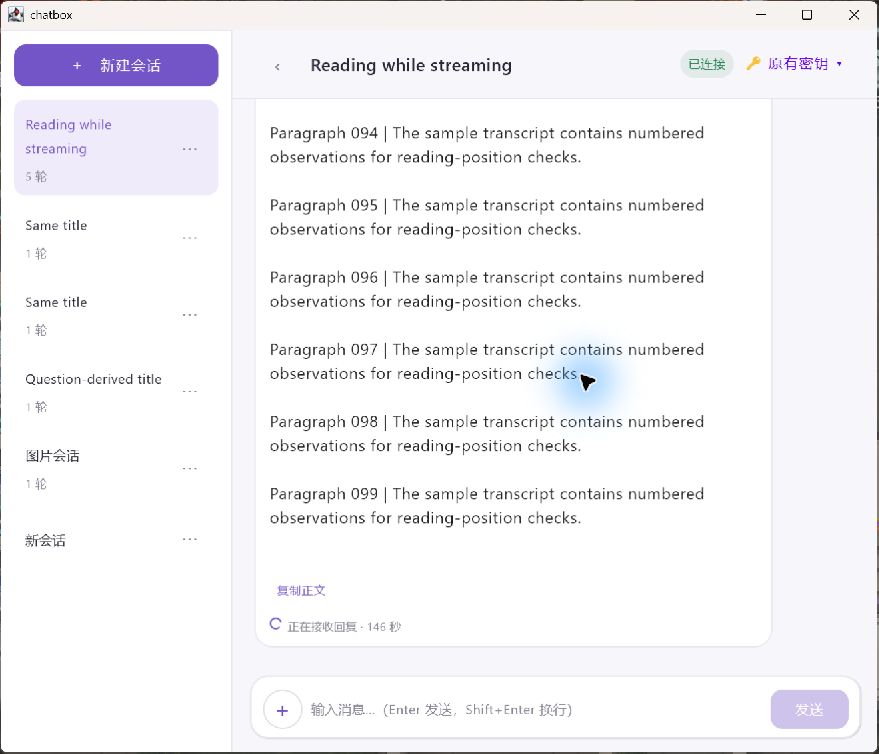 chatbox
+ 新建会话
Reading while
streaming
5 轮
Same title
1 轮
Same title
1 轮
Question-derived title
1 轮
图片会话
1 轮
新会话
Reading while streaming
已连接
原有密钥
Paragraph 094 | The sample transcript contains numbered
observations for reading-position checks.
Paragraph 095 | The sample transcript contains numbered
observations for reading-position checks.
Paragraph 096 | The sample transcript contains numbered
observations for reading-position checks.
Paragraph 097 | The sample transcript contains numbered
observations for reading-position checks.
Paragraph 098 | The sample transcript contains numbered
observations for reading-position checks.
Paragraph 099 | The sample transcript contains numbered
observations for reading-position checks.
复制正文
正在接收回复 · 146 秒
输入消息... (Enter 发送, Shift+Enter 换行)
发送